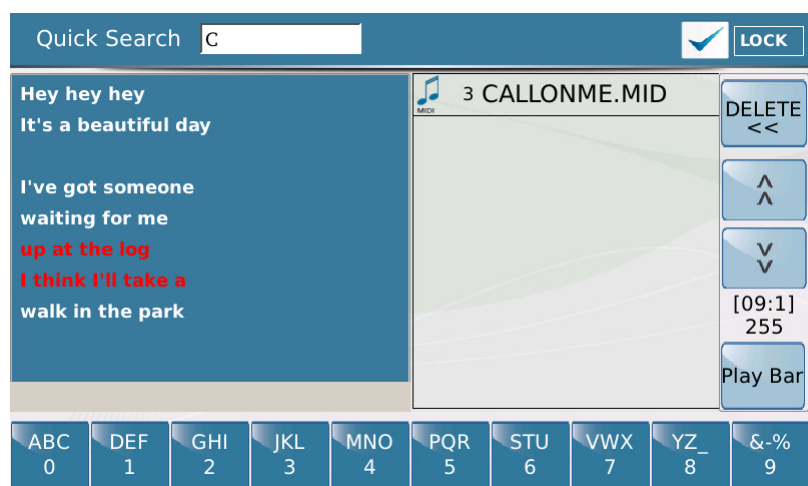 Quick Search C
LOCK
Hey hey hey
It's a beautiful day
I've got someone
waiting for me
up at the log
I think I'll take a
walk in the park
MIDI
3 CALLONME.MID
DELETE
<<
[09:1]
255
Play Bar
ABC
0
DEF
1
GHI
2
JKL
3
MNO
4
PQR
5
STU
6
VWX
7
YZ_
8
&-%
9